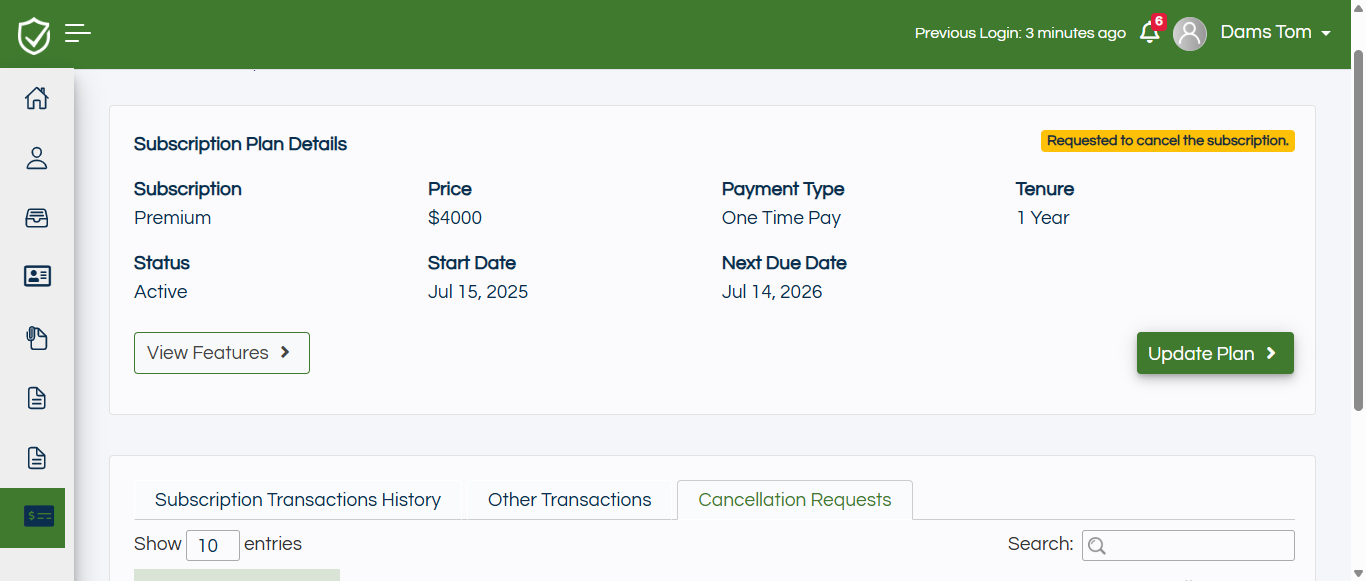 Previous Login: 3 minutes ago
6
Dams Tom
Subscription Plan Details
Requested to cancel the subscription.
Subscription
Price
Payment Type
Tenure
Premium
$4000
One Time Pay
1 Year
Status
Start Date
Next Due Date
Active
Jul 15, 2025
Jul 14, 2026
View Features
Update Plan
Subscription Transactions History
Other Transactions
Cancellation Requests
Show 10 entries
Search: